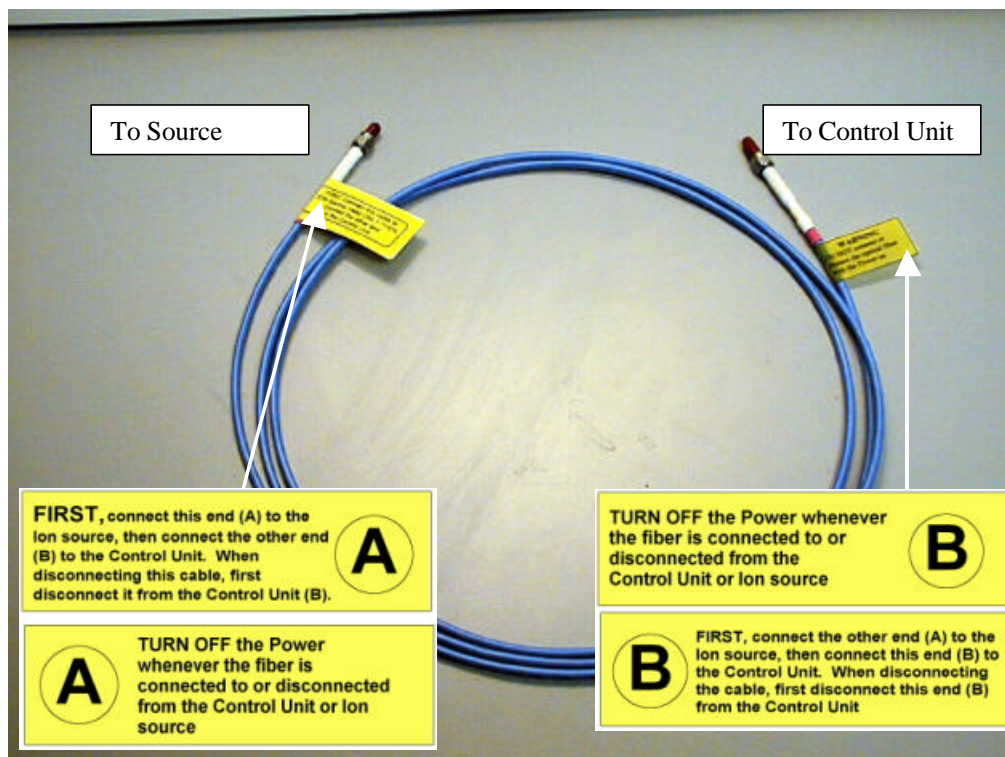 To Source
To Control Unit
WARNING
FIRST, connect this end (A) to the
Ion source, then connect the other end
(B) to the Control Unit. When
disconnecting this cable, first
disconnect it from the Control Unit (B).
A
A
TURN OFF the Power
whenever the fiber is
connected to or disconnected
from the Control Unit or Ion
source
TURN OFF the Power whenever
the fiber is connected to or
disconnected from the
Control Unit or Ion source
B
B
FIRST, connect the other end (A) to the
Ion source, then connect this end (B) to
the Control Unit. When disconnecting
the cable, first disconnect this end (B)
from the Control Unit